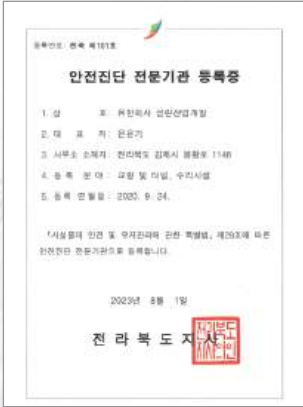 등록번호: 전북 제101호
안전진단 전문기관 등록증
1. 상 호: 유한회사 산업개발
2. 대 표 자:
3. 사무소 소재지: 전라북도 김제시 봉황로 1148
4. 등 록 분 야: 교량 및 터널, 수리시설
5. 등록 연월일: 2020. 9. 24.
「시설물의 안전 및 유지관리에 관한 특별법」 제28조에 따른
안전진단 전문기관으로 등록합니다.
2023년 8월 1일
전 라 북 도 지 사